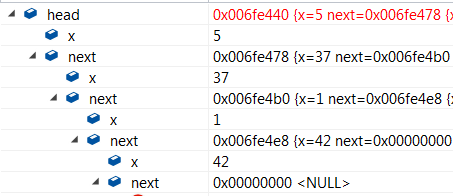 head 0x006fe440 {x=5 next=0x006fe478 {x
x 5
next 0x006fe478 {x=37 next=0x006fe4b0
x 37
next 0x006fe4b0 {x=1 next=0x006fe4e8 {x
x 1
next 0x006fe4e8 {x=42 next=0x00000000
x 42
next 0x00000000 <NULL>